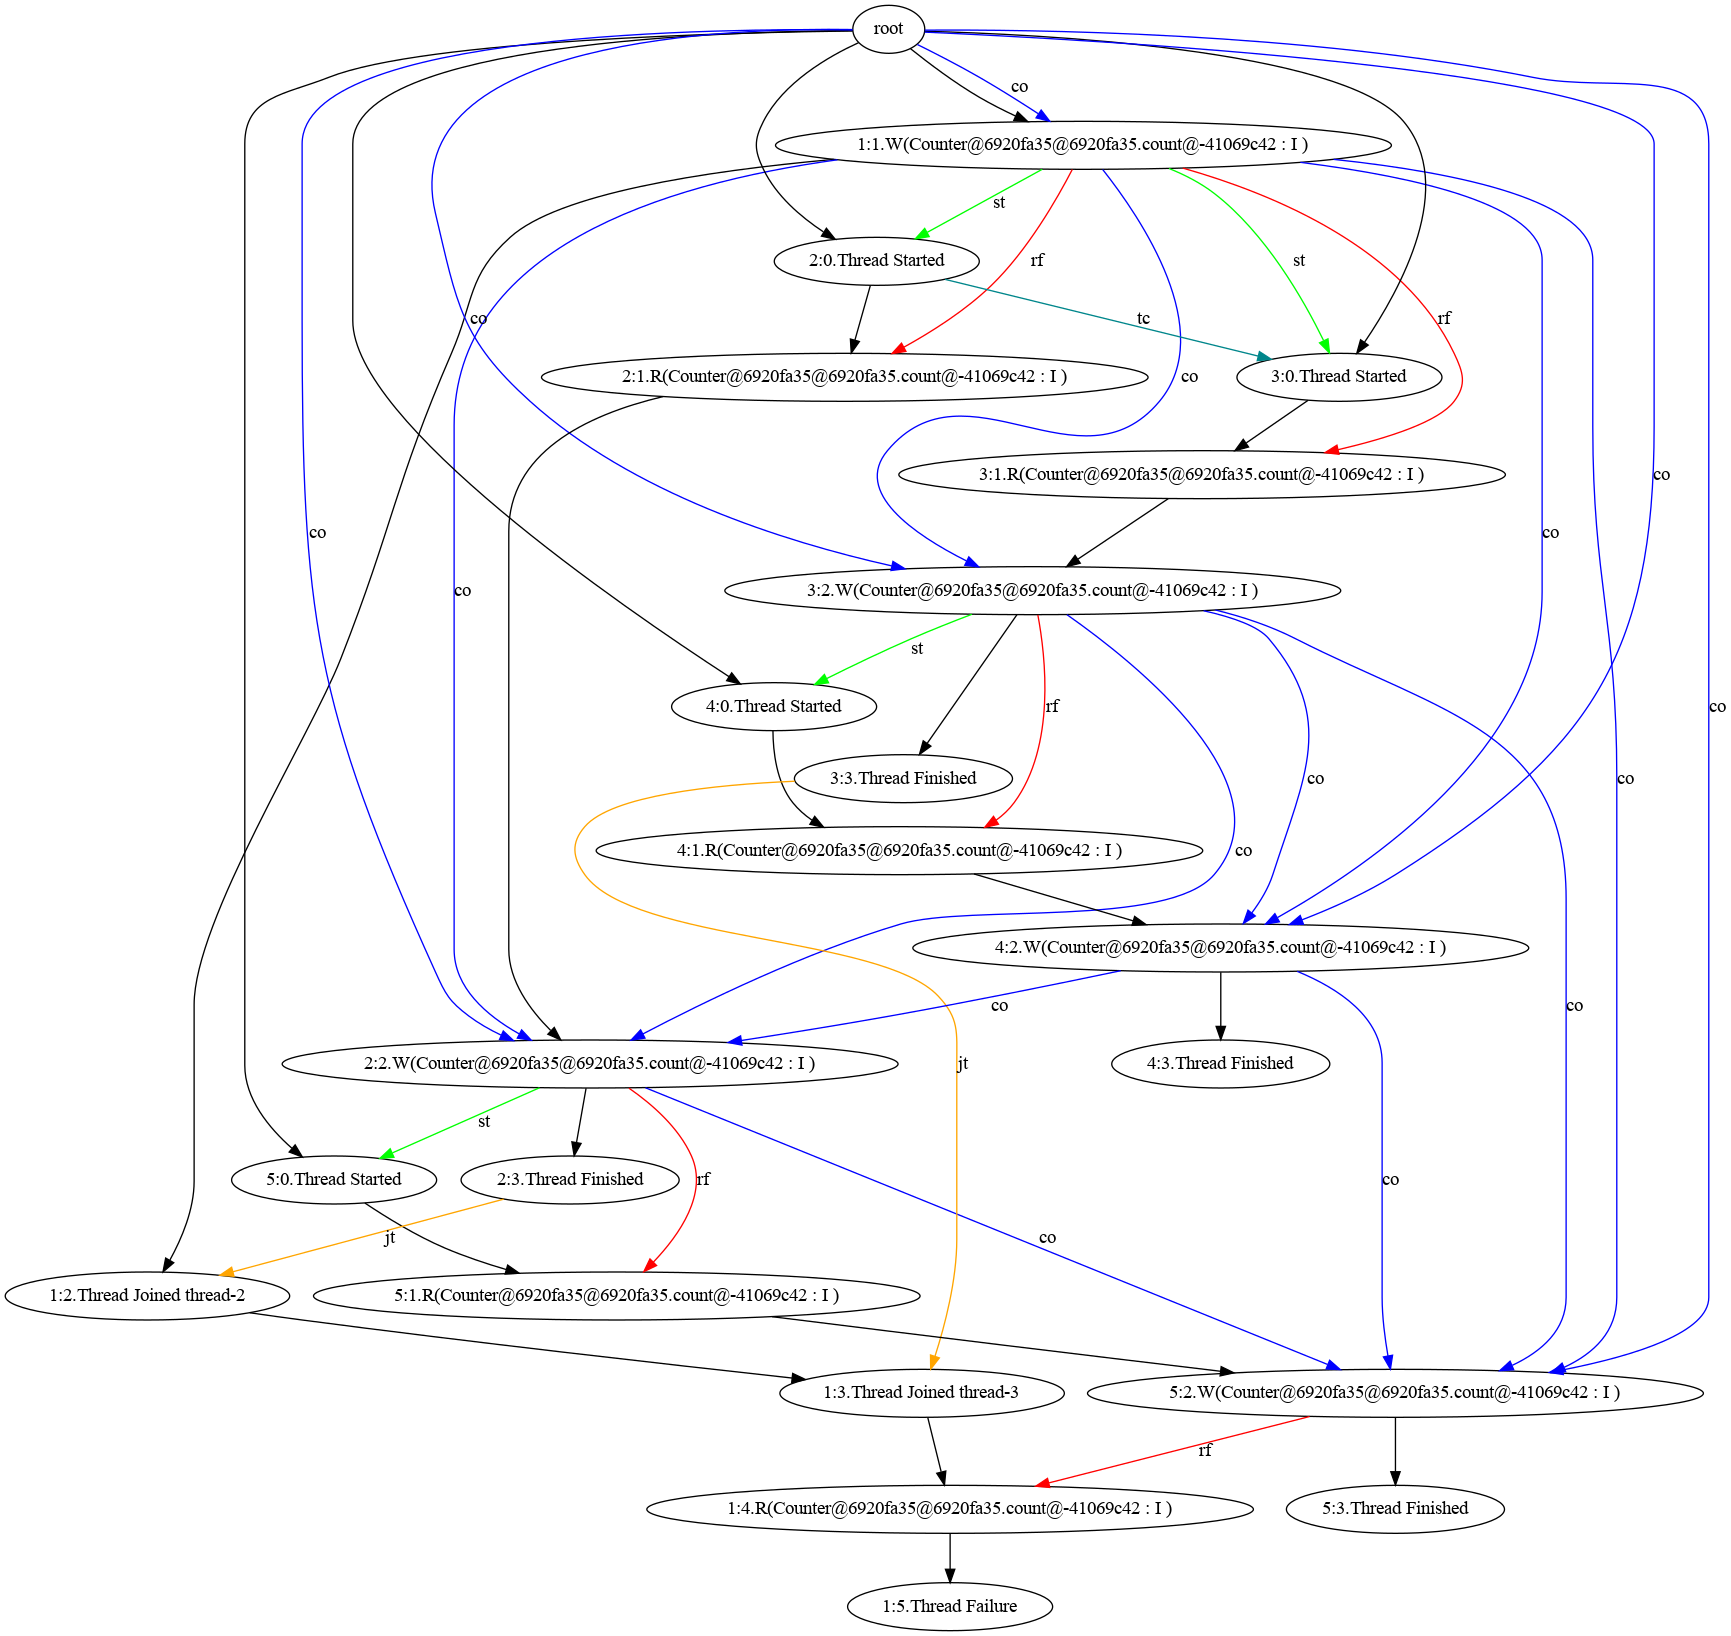 root
co
1:1.W(Counter@6920fa35@6920fa35.count@-41069c42 : I )
st
2:0.Thread Started
rf
st
co
tc
rf
2:1.R(Counter@6920fa35@6920fa35.count@-41069c42 : I )
co
3:0.Thread Started
3:1.R(Counter@6920fa35@6920fa35.count@-41069c42 : I )
co
co
co
co
3:2.W(Counter@6920fa35@6920fa35.count@-41069c42 : I )
st
4:0.Thread Started
rf
co
3:3.Thread Finished
co
co
4:1.R(Counter@6920fa35@6920fa35.count@-41069c42 : I )
co
4:2.W(Counter@6920fa35@6920fa35.count@-41069c42 : I )
co
co
2:2.W(Counter@6920fa35@6920fa35.count@-41069c42 : I )
jt
4:3.Thread Finished
st
5:0.Thread Started
2:3.Thread Finished
rf
co
jt
co
1:2.Thread Joined thread-2
5:1.R(Counter@6920fa35@6920fa35.count@-41069c42 : I )
1:3.Thread Joined thread-3
5:2.W(Counter@6920fa35@6920fa35.count@-41069c42 : I )
rf
1:4.R(Counter@6920fa35@6920fa35.count@-41069c42 : I )
5:3.Thread Finished
1:5.Thread Failure